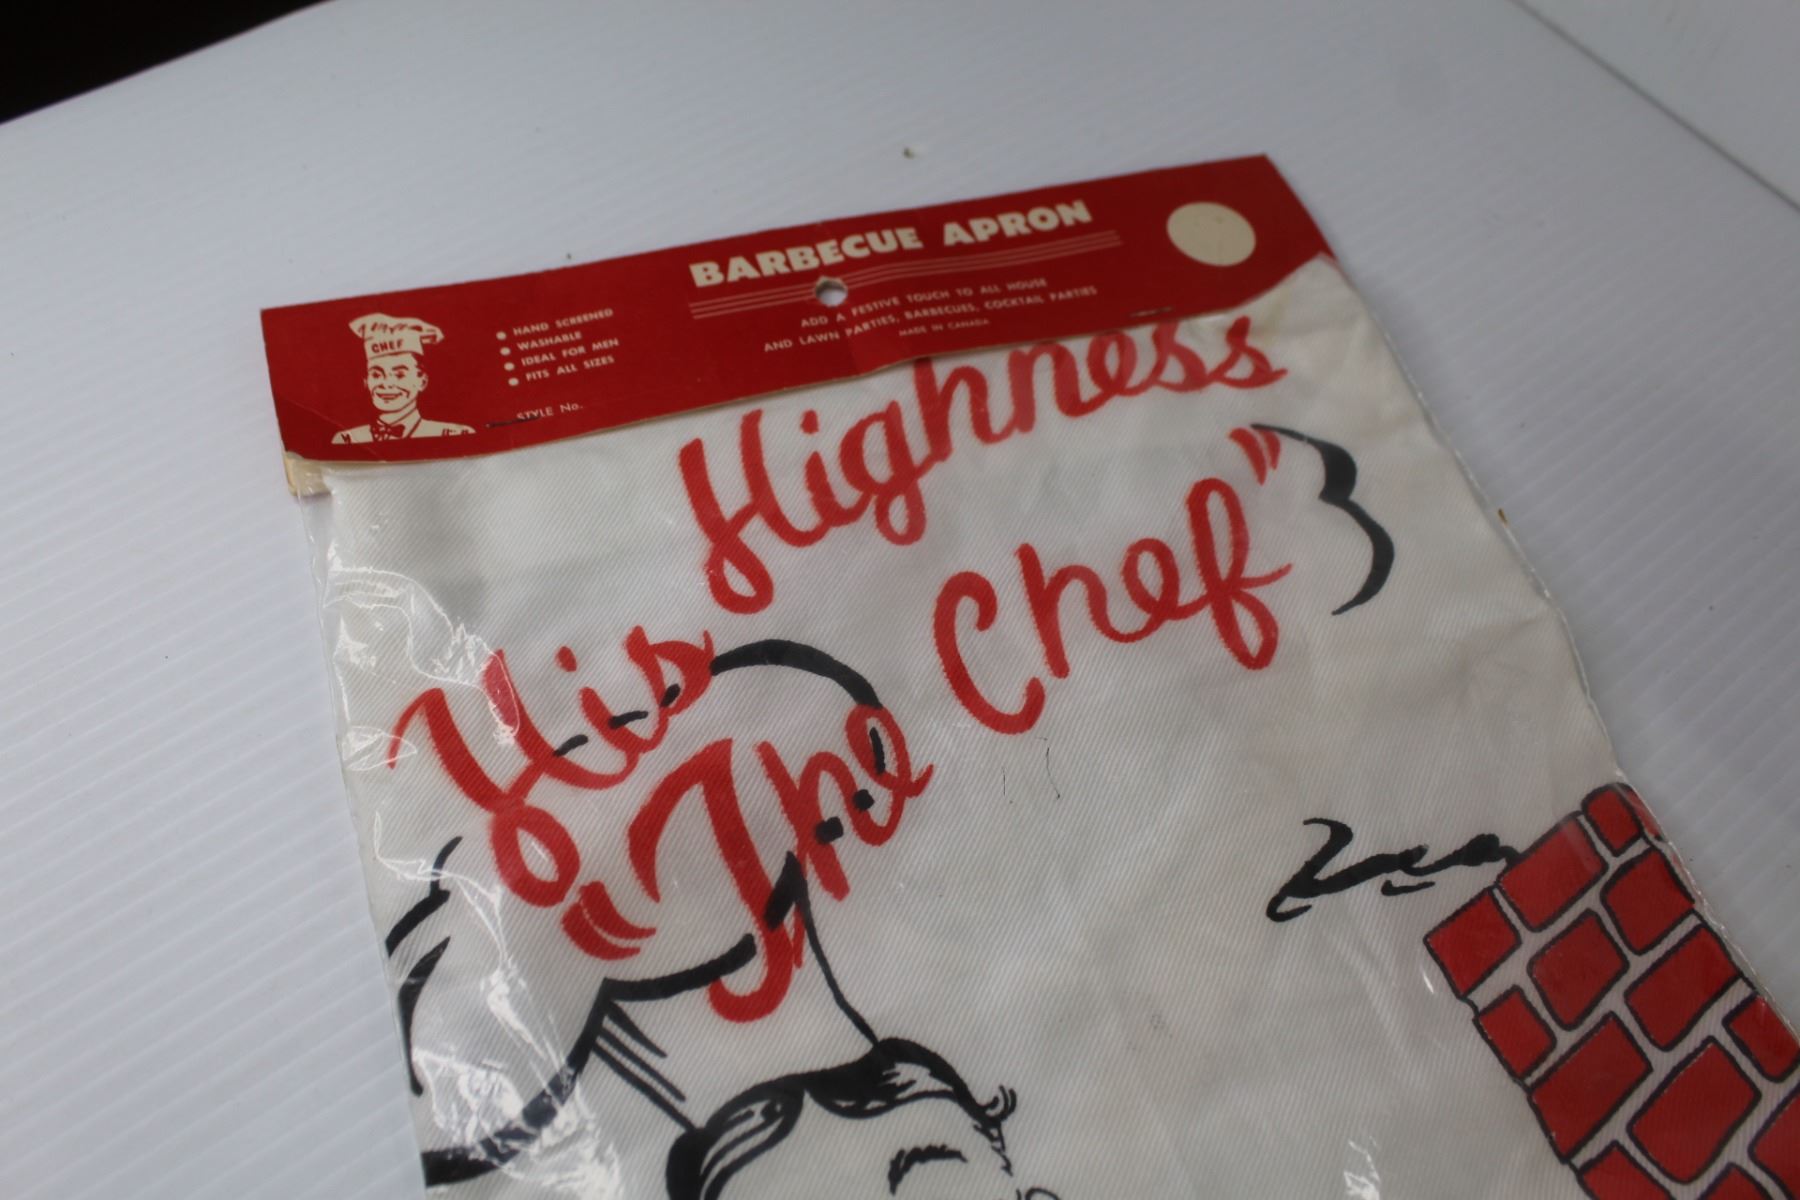 BARBECUE APRON
ADD A FESTIVE TOUCH TO ALL HOUSE
AND LAWN PARTIES, BARBECUES, COCKTAIL PARTIES
MADE IN CANADA
CHEF
HAND SCREENED
WASHABLE
IDEAL FOR MEN
FITS ALL SIZES
STYLE No.
His Highness
"The Chef"